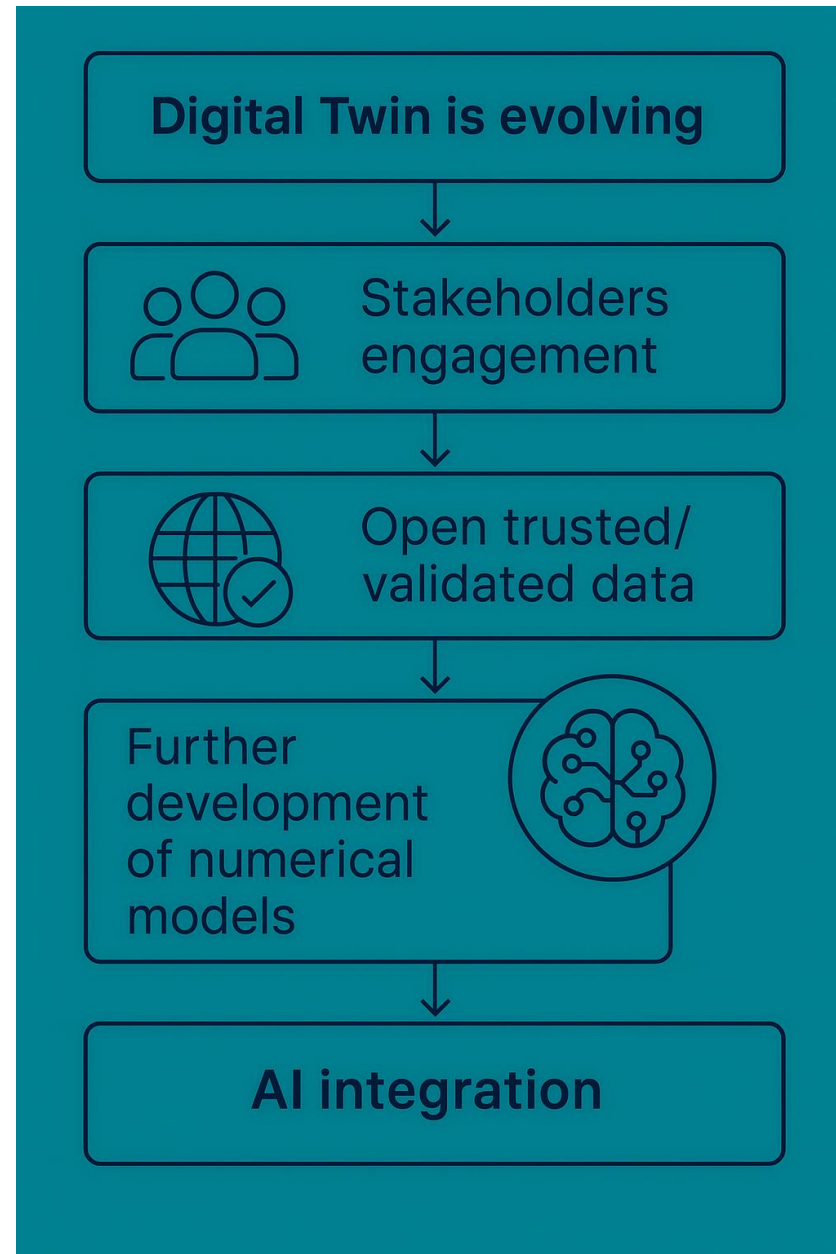 Digital Twin is evolving
Stakeholders
engagement
Open trusted/
validated data
Further
development
of numerical
models
AI integration